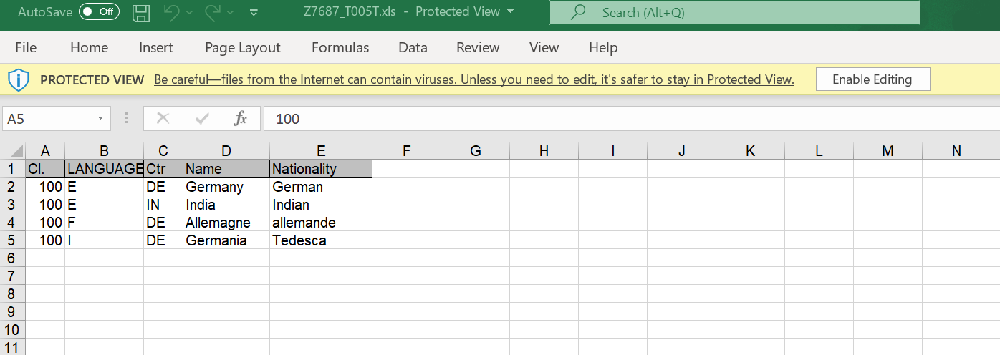 AutoSave Off Z7687_T005T.xls - Protected View Search (Alt+Q)
File Home Insert Page Layout Formulas Data Review View Help
PROTECTED VIEW Be careful—files from the Internet can contain viruses. Unless you need to edit, it's safer to stay in Protected View. Enable Editing
A5 fx 100
A B C D E F G H I J K L M N
1 Cl. LANGUAGE Ctr Name Nationality
2 100 E DE Germany German
3 100 E IN India Indian
4 100 F DE Allemagne allemande
5 100 I DE Germania Tedesca
6
7
8
9
10
11